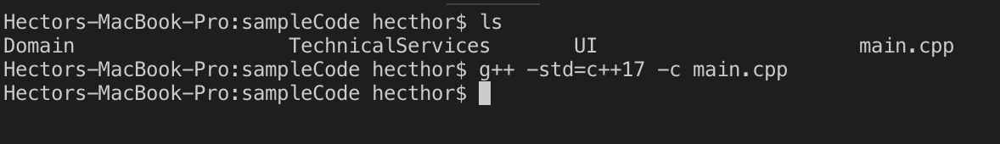 Hectors-MacBook-Pro:sampleCode hecthor$ ls
Domain                  TechnicalServices       UI                      main.cpp
Hectors-MacBook-Pro:sampleCode hecthor$ g++ -std=c++17 -c main.cpp
Hectors-MacBook-Pro:sampleCode hecthor$